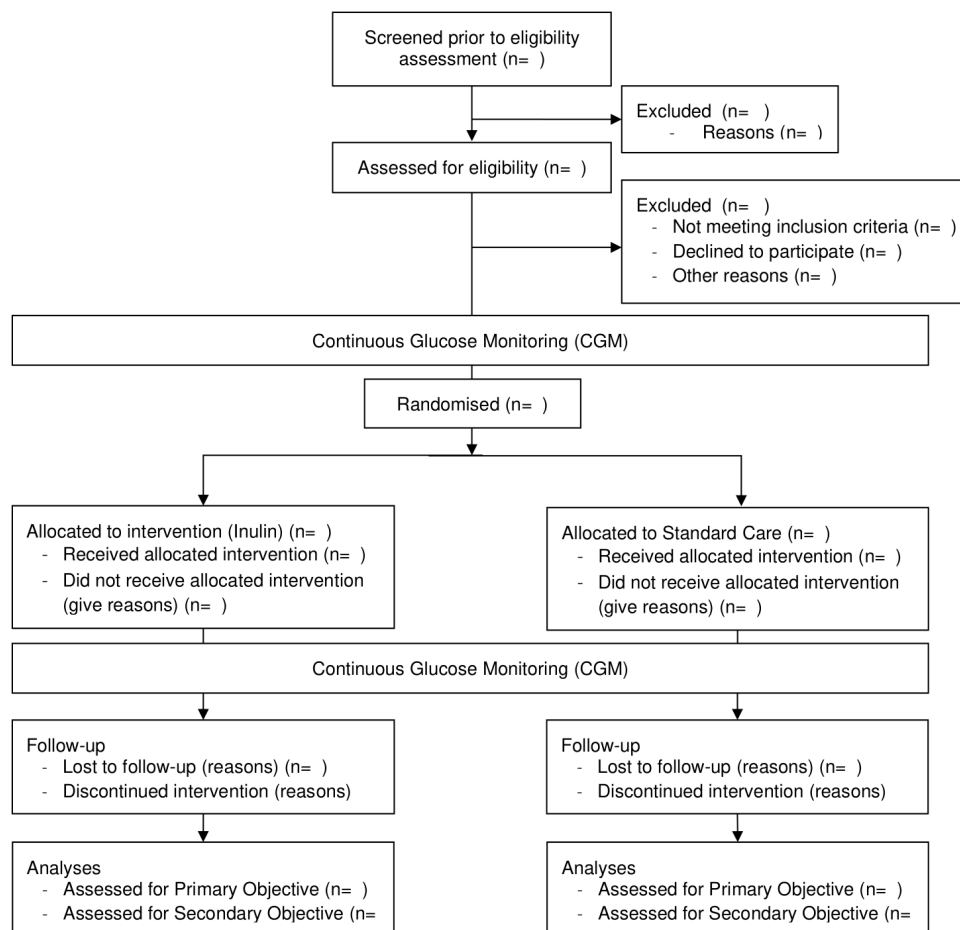 Screened prior to eligibility
assessment (n=  )
Excluded  (n=  )
-    Reasons (n=  )
Assessed for eligibility (n=  )
Excluded  (n=  )
-  Not meeting inclusion criteria (n=  )
-  Declined to participate (n=  )
-  Other reasons (n=  )
Continuous Glucose Monitoring (CGM)
Randomised (n=  )
Allocated to intervention (Inulin) (n=  )
-  Received allocated intervention (n=  )
-  Did not receive allocated intervention
(give reasons) (n=  )
Allocated to Standard Care (n=  )
-  Received allocated intervention (n=  )
-  Did not receive allocated intervention
(give reasons) (n=  )
Continuous Glucose Monitoring (CGM)
Follow-up
-  Lost to follow-up (reasons) (n=  )
-  Discontinued intervention (reasons)
Follow-up
-  Lost to follow-up (reasons) (n=  )
-  Discontinued intervention (reasons)
Analyses
-  Assessed for Primary Objective (n=  )
-  Assessed for Secondary Objective (n=
Analyses
-  Assessed for Primary Objective (n=  )
-  Assessed for Secondary Objective (n=